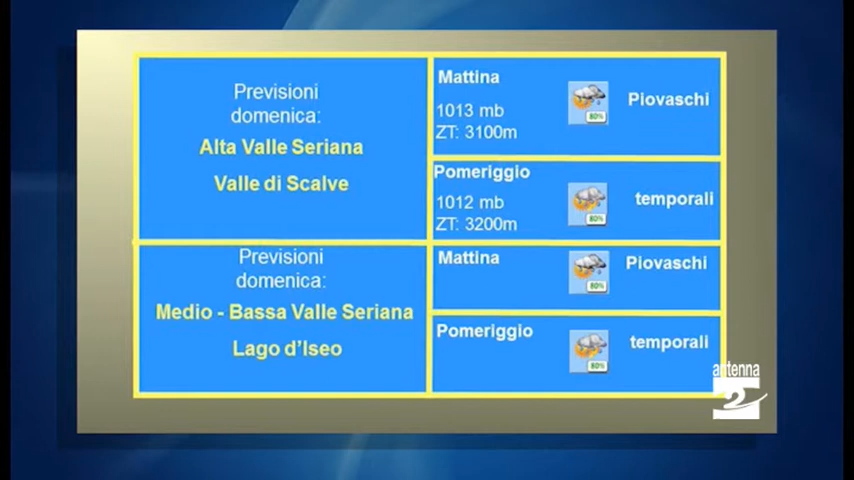 Previsioni
domenica:
Alta Valle Seriana
Valle di Scalve
Mattina
1013 mb
ZT: 3100m
80%
Piovaschi
Pomeriggio
1012 mb
ZT: 3200m
80%
temporali
Previsioni
domenica:
Medio - Bassa Valle Seriana
Lago d'Iseo
Mattina
80%
Piovaschi
Pomeriggio
80%
temporali
antenna
2